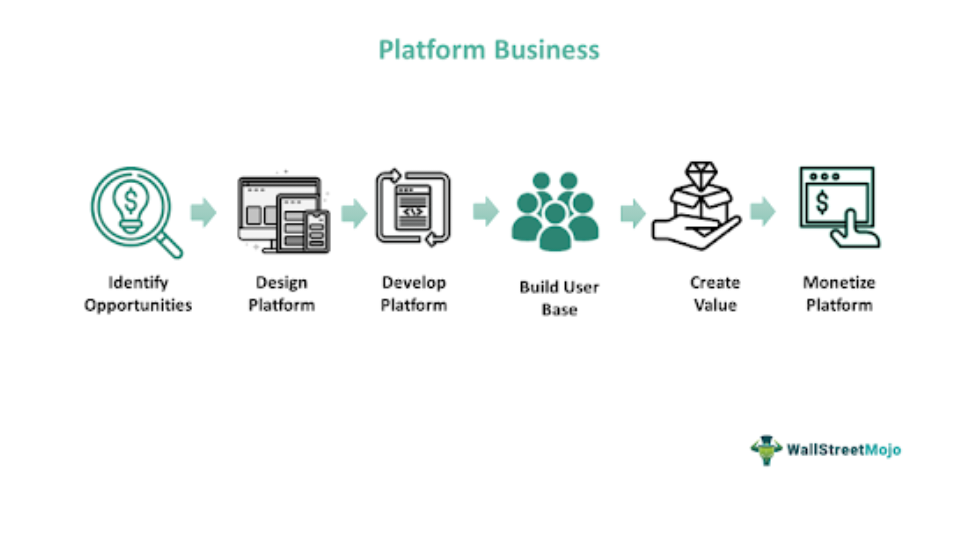 Platform Business
$
$
Identify
Opportunities
Design
Platform
Develop
Platform
Build User
Base
Create
Value
Monetize
Platform
WallStreetMojo